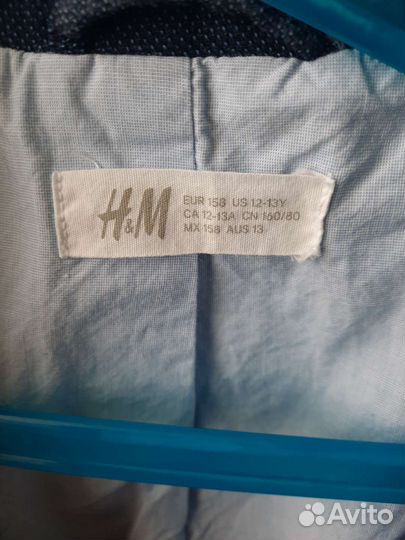 H&M
EUR 158 US 12-13Y
CA 12-13A CN 160/80
MX 158 AUS 13
Avito